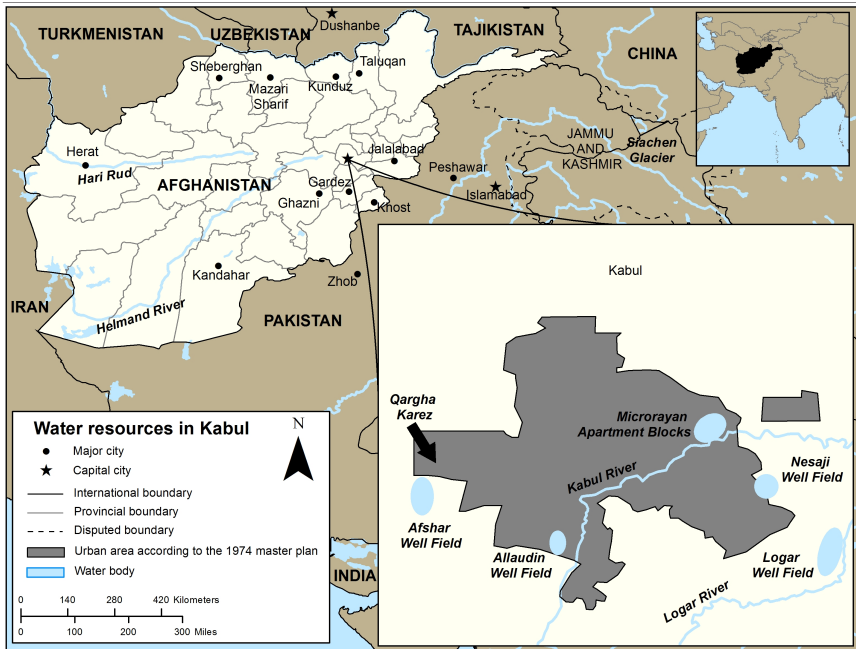 TURKMENISTAN
UZBEKISTAN
Dushanbe
TAJIKISTAN
CHINA
Sheberghan
Mazari
Sharif
Kunduz
Taluqan
Herat
Hari Rud
AFGHANISTAN
Jalalabad
Gardez
Ghazni
Khost
Peshawar
Islamabad
JAMMU
AND
KASHMIR
Siachen
Glacier
Kandahar
Zhob
IRAN
Helmand River
PAKISTAN
INDIA
Water resources in Kabul
N
Major city
Capital city
International boundary
Provincial boundary
Disputed boundary
Urban area according to the 1974 master plan
Water body
0 140 280 420 Kilometers
0 100 200 300 Miles
Kabul
Qargha
Karez
Microrayan
Apartment Blocks
Kabul River
Nesaji
Well Field
Afshar
Well Field
Allaudin
Well Field
Logar
Well Field
Logar River